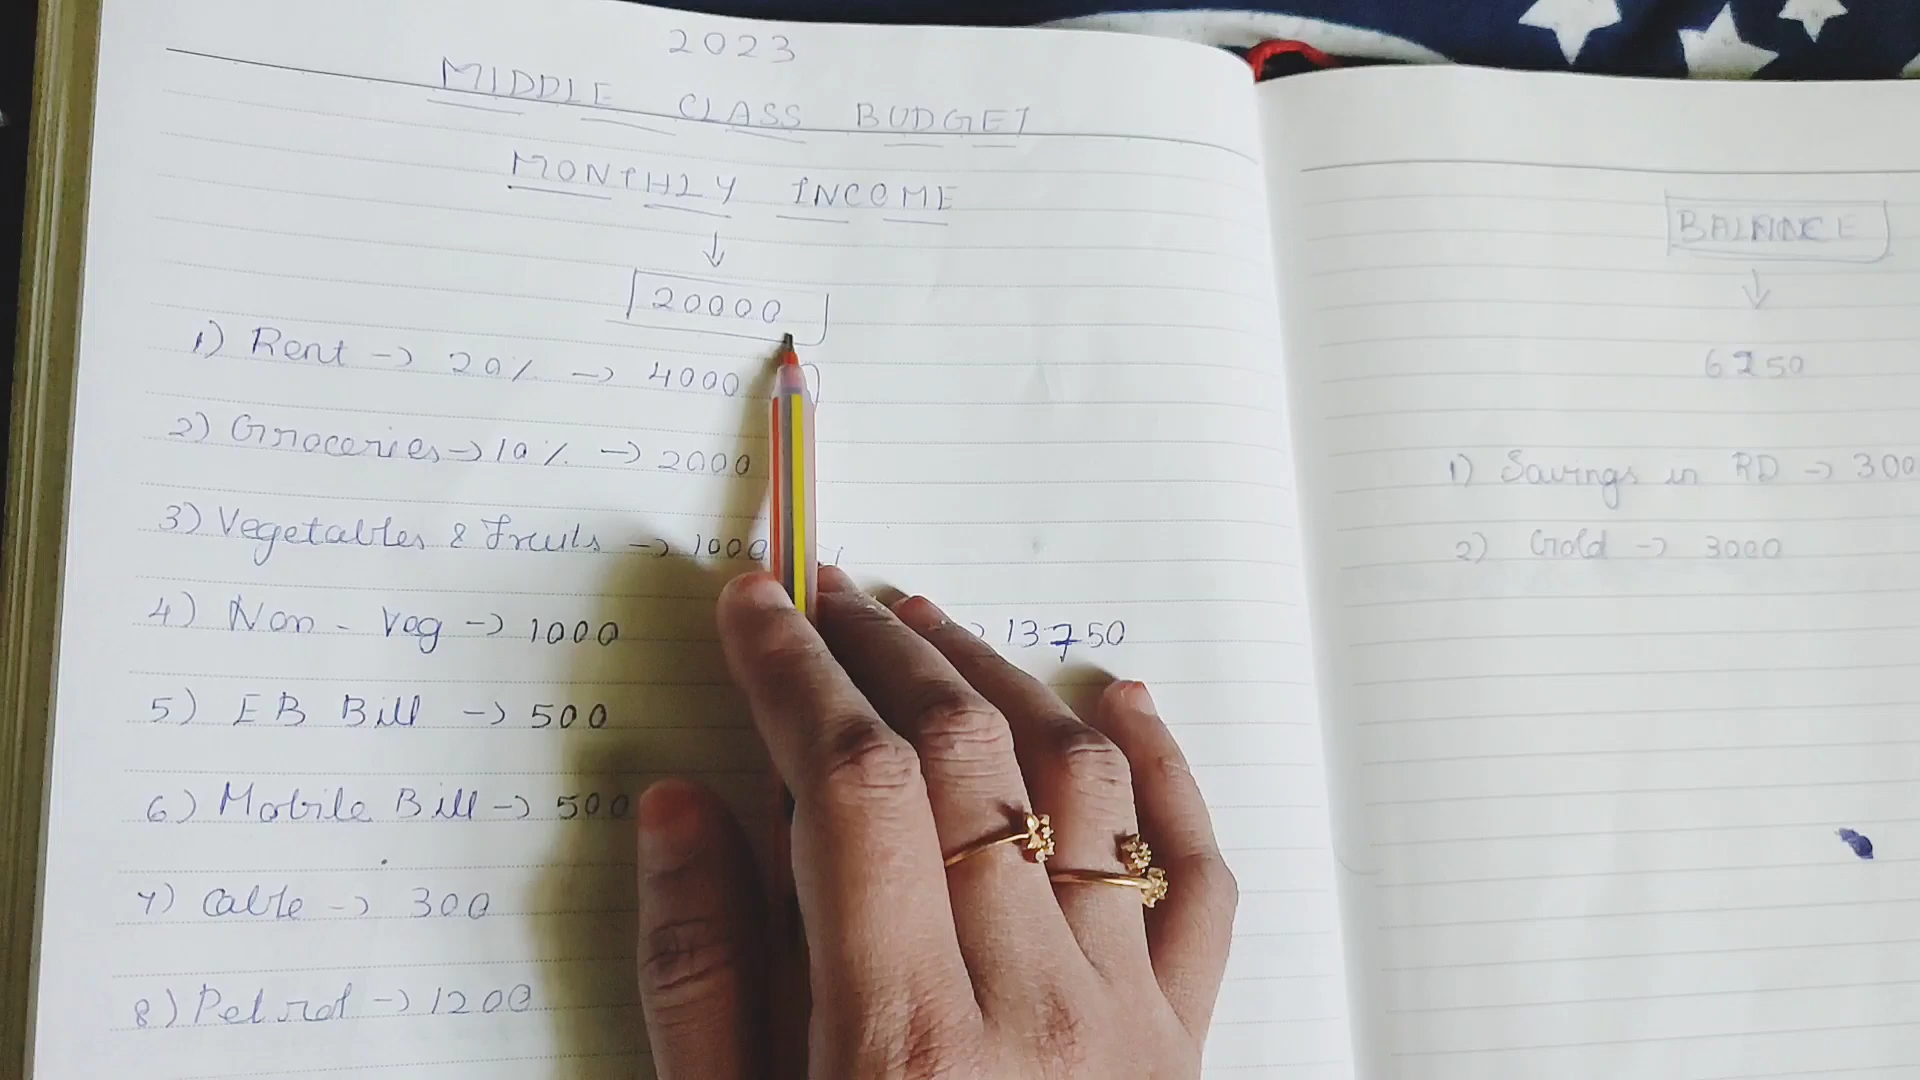 2023
MIDDLE CLASS BUDGET
MONTHLY INCOME
↓
20000
1) Rent -> 20% -> 4000
2) Groceries -> 10% -> 2000
3) Vegetables & Fruits -> 1000
4) Non - Veg -> 1000
-> 13750
5) EB Bill -> 500
6) Mobile Bill -> 500
7) Cable -> 300
8) Petrol -> 1200
BALANCE
↓
6250
1) Savings in RD -> 300
2) Gold -> 3000